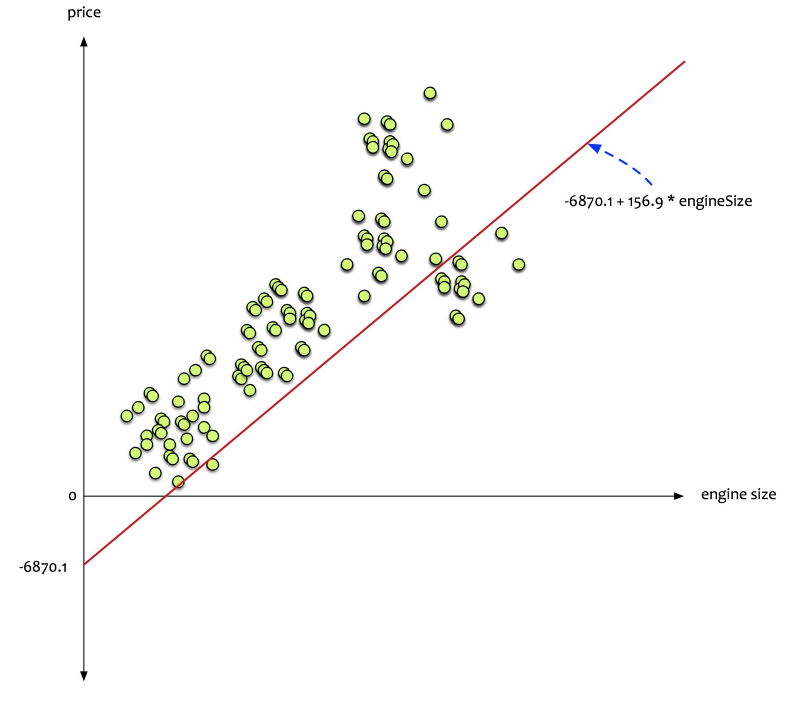 price
-6870.1 + 156.9 * engineSize
0
engine size
-6870.1